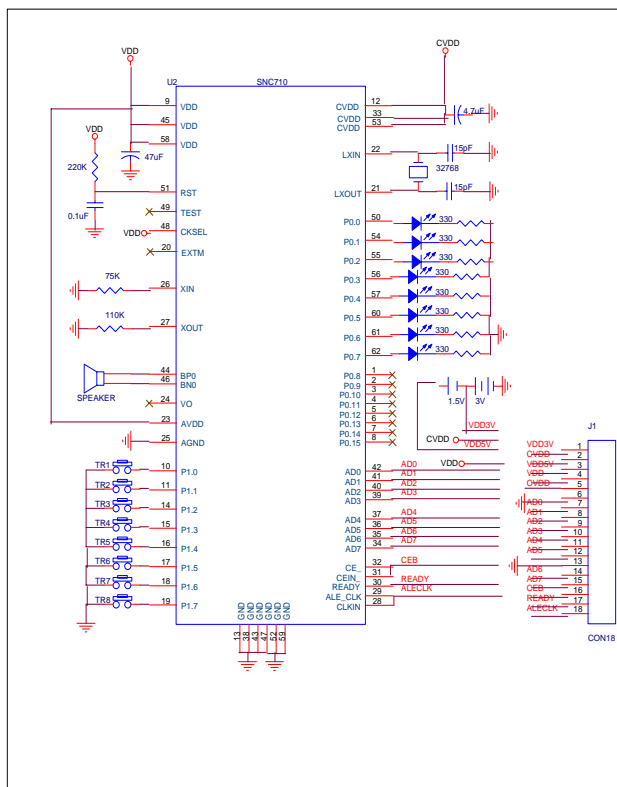 VDD
CVDD
U2
SNC710
9
VDD
45
VDD
58
VDD
47uF
VDD
220K
51
RST
0.1uF
49
TEST
VDD
48
CKSEL
20
EXTM
75K
26
XIN
110K
27
XOUT
44
BP0
46
BN0
SPEAKER
24
VO
23
AVDD
25
AGND
TR1
10
P1.0
TR2
11
P1.1
TR3
14
P1.2
TR4
15
P1.3
TR5
16
P1.4
TR6
17
P1.5
TR7
18
P1.6
TR8
19
P1.7
GND
GND
GND
GND
GND
GND
13
38
43
47
52
59
CVDD
12
CVDD
33
CVDD
53
4.7uF
LXIN
22
15pF
32768
LXOUT
21
15pF
P0.0
50
330
P0.1
54
330
P0.2
55
330
P0.3
56
330
P0.4
57
330
P0.5
60
330
P0.6
61
330
P0.7
62
330
P0.8
1
P0.9
2
P0.10
3
P0.11
4
P0.12
5
P0.13
6
P0.14
7
P0.15
8
1.5V
3V
VDD3V
CVDD
VDD5V
VDD
AD0
42
AD0
AD1
41
AD1
AD2
40
AD2
AD3
39
AD3
AD4
37
AD4
AD5
36
AD5
AD6
35
AD6
AD7
34
AD7
CE_
32
CEB
CEIN_
31
READY
30
READY
ALE_CLK
29
ALECLK
CLKIN
28
J1
VDD3V
1
CVDD
2
VDD5V
3
VDD
4
CVDD
5
6
AD0
7
AD1
8
AD2
9
AD3
10
AD4
11
AD5
12
13
AD6
14
AD7
15
CEB
16
READY
17
ALECLK
18
CON18